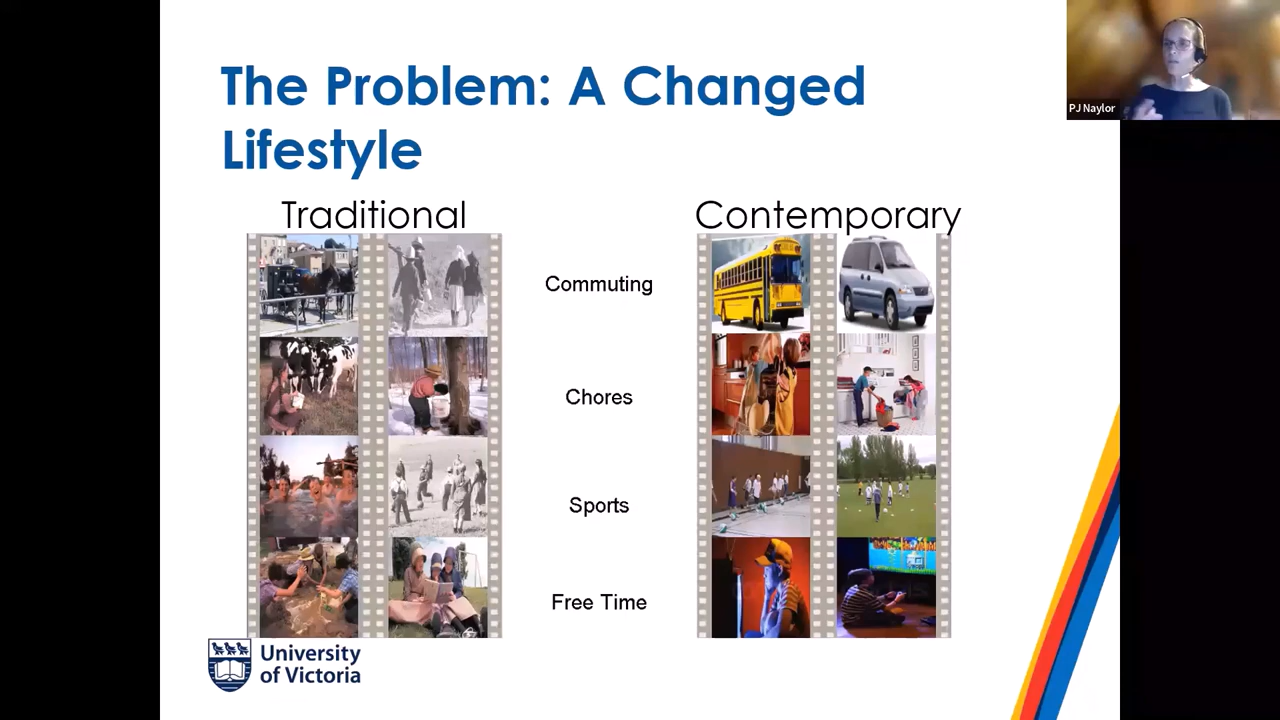 The Problem: A Changed
Lifestyle
PJ Naylor
Traditional
Contemporary
Commuting
Chores
Sports
Free Time
University
of Victoria